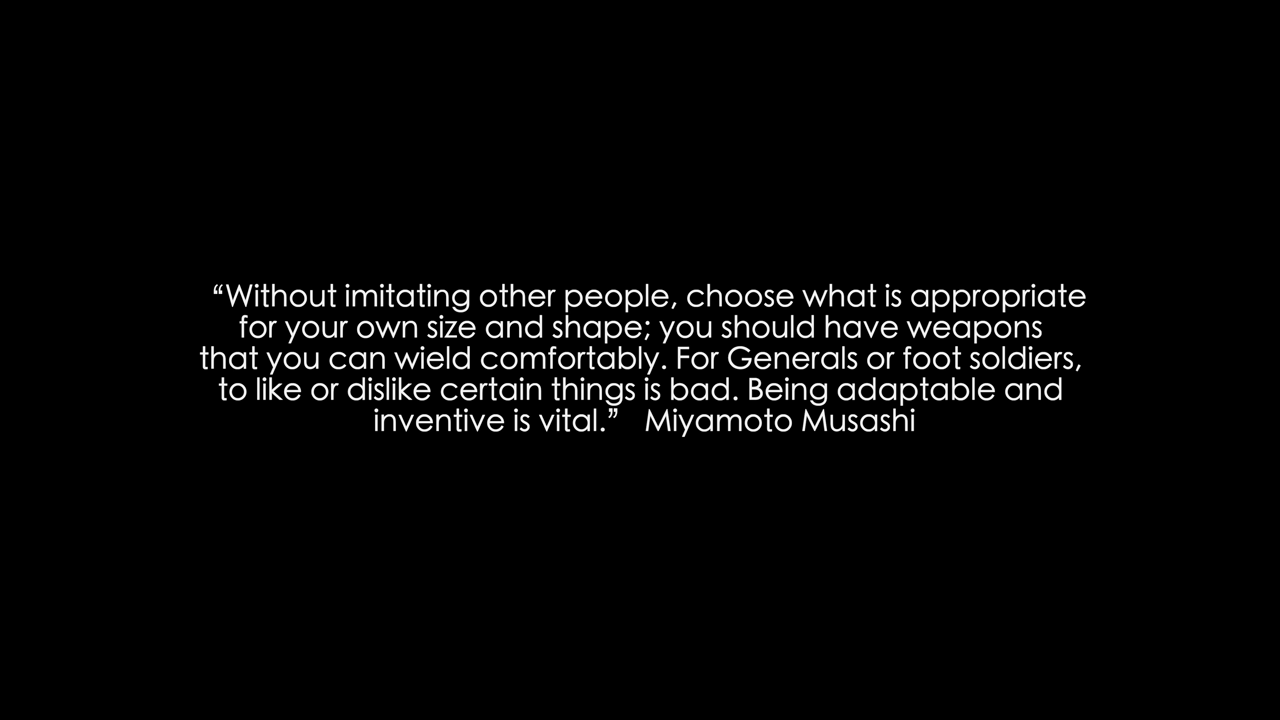 “Without imitating other people, choose what is appropriate
for your own size and shape; you should have weapons
that you can wield comfortably. For Generals or foot soldiers,
to like or dislike certain things is bad. Being adaptable and
inventive is vital.”   Miyamoto Musashi